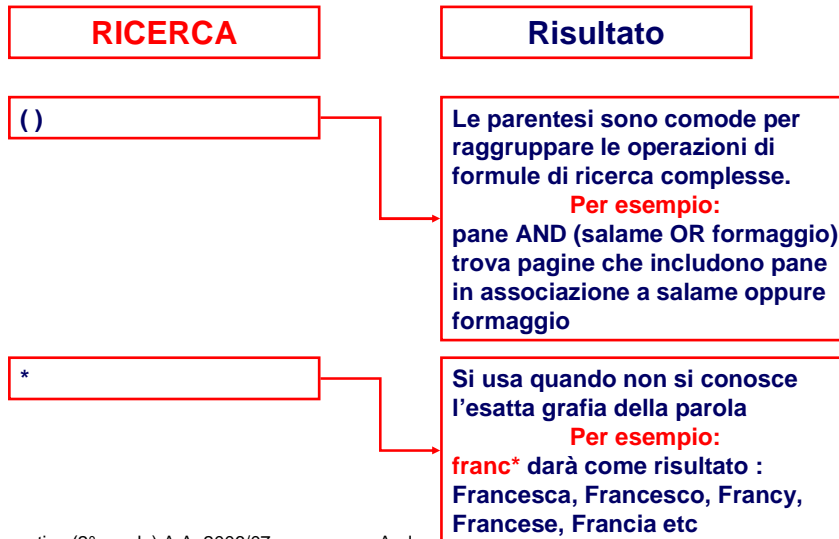 RICERCA
Risultato
( )
Le parentesi sono comode per
raggruppare le operazioni di
formule di ricerca complesse.
Per esempio:
pane AND (salame OR formaggio)
trova pagine che includono pane
in associazione a salame oppure
formaggio
*
Si usa quando non si conosce
l'esatta grafia della parola
Per esempio:
franc* darà come risultato :
Francesca, Francesco, Francy,
Francese, Francia etc